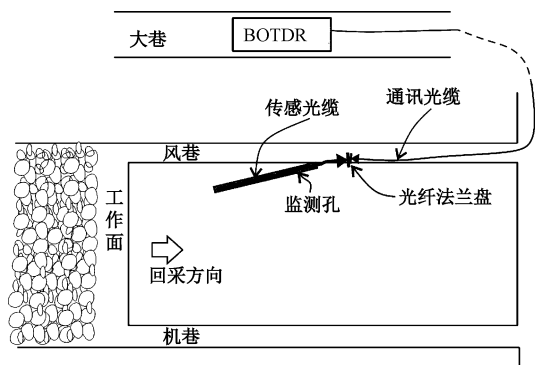 大巷
BOTDR
传感光缆
通讯光缆
风巷
监测孔
光纤法兰盘
工作面
回采方向
机巷